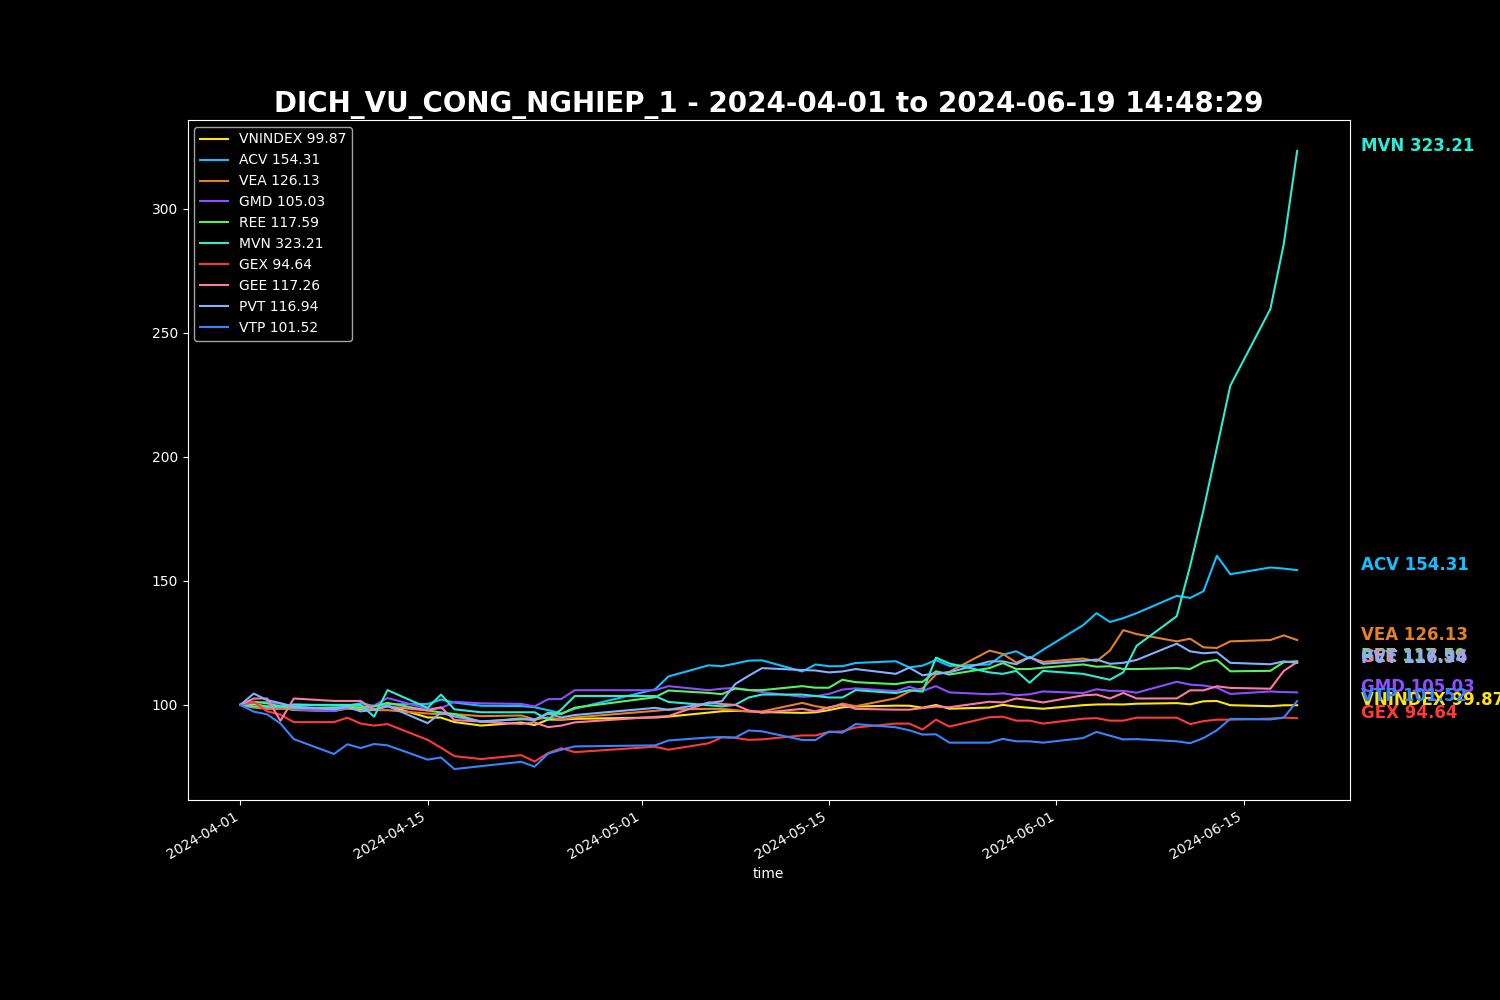 DICH_VU_CONG_NGHIEP_1 - 2024-04-01 to 2024-06-19 14:48:29
VNINDEX 99.87
ACV 154.31
VEA 126.13
GMD 105.03
REE 117.59
MVN 323.21
GEX 94.64
GEE 117.26
PVT 116.94
VTP 101.52
300
250
200
150
100
MVN 323.21
ACV 154.31
VEA 126.13
GMD 105.03
VNINDEX 99.87
GEX 94.64
2024-04-01
2024-04-15
2024-05-01
2024-05-15
2024-06-01
2024-06-15
time